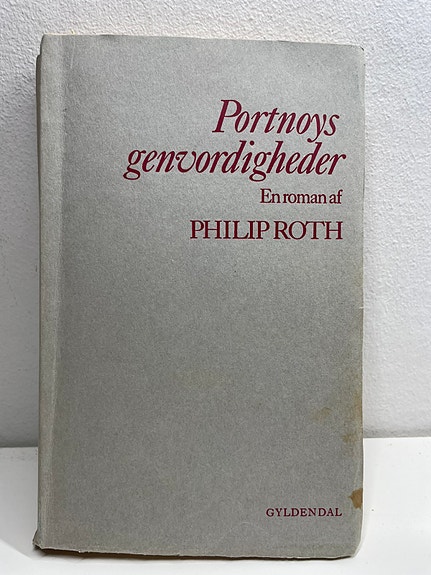 Portnoys
genvordigheder
En roman af
PHILIP ROTH
GYLDENDAL